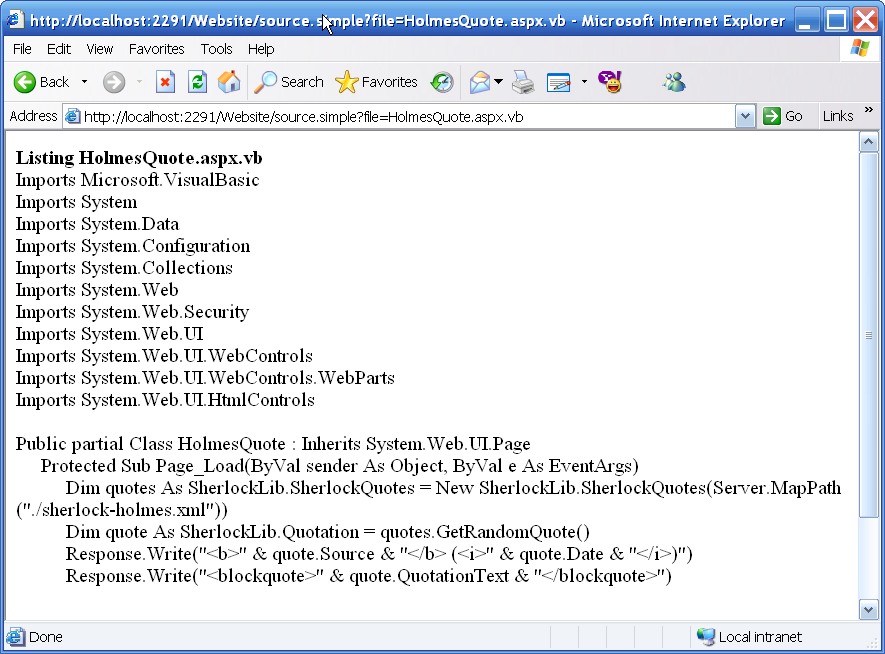 http://localhost:2291/Website/source.simple?file=HolmesQuote.aspx.vb - Microsoft Internet Explorer
File Edit View Favorites Tools Help
Back Search Favorites
Address http://localhost:2291/Website/source.simple?file=HolmesQuote.aspx.vb Go Links »
Listing HolmesQuote.aspx.vb
Imports Microsoft.VisualBasic
Imports System
Imports System.Data
Imports System.Configuration
Imports System.Collections
Imports System.Web
Imports System.Web.Security
Imports System.Web.UI
Imports System.Web.UI.WebControls
Imports System.Web.UI.WebControls.WebParts
Imports System.Web.UI.HtmlControls
Public partial Class HolmesQuote : Inherits System.Web.UI.Page
Protected Sub Page_Load(ByVal sender As Object, ByVal e As EventArgs)
Dim quotes As SherlockLib.SherlockQuotes = New SherlockLib.SherlockQuotes(Server.MapPath
("./sherlock-holmes.xml"))
Dim quote As SherlockLib.Quotation = quotes.GetRandomQuote()
Response.Write("<b>" & quote.Source & "</b> (<i>" & quote.Date & "</i>)")
Response.Write("<blockquote>" & quote.QuotationText & "</blockquote>")
Done Local intranet